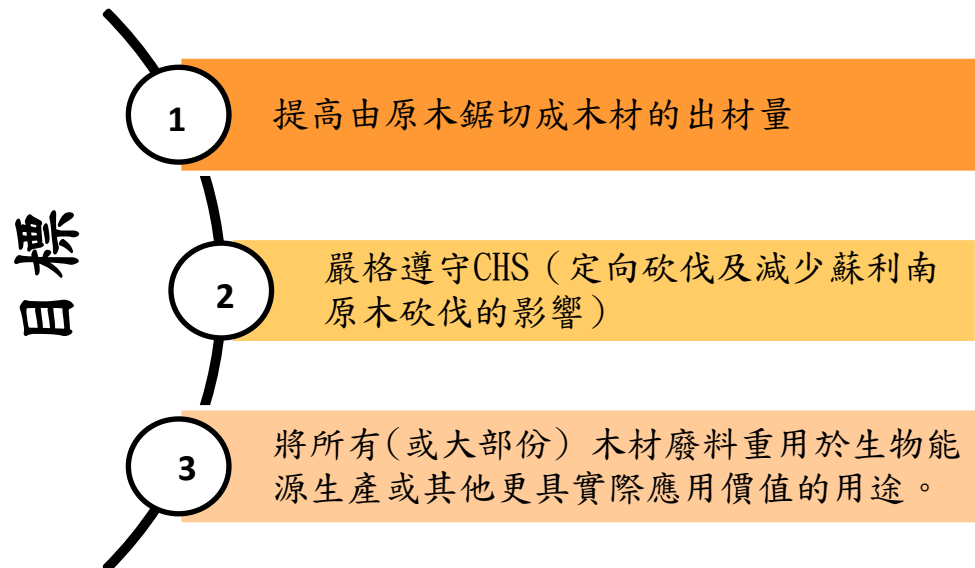 目標
1
提高由原木鋸切成木材的出材量
2
嚴格遵守CHS（定向砍伐及減少蘇利南
原木砍伐的影響）
3
將所有(或大部份) 木材廢料重用於生物能
源生產或其他更具實際應用價值的用途。